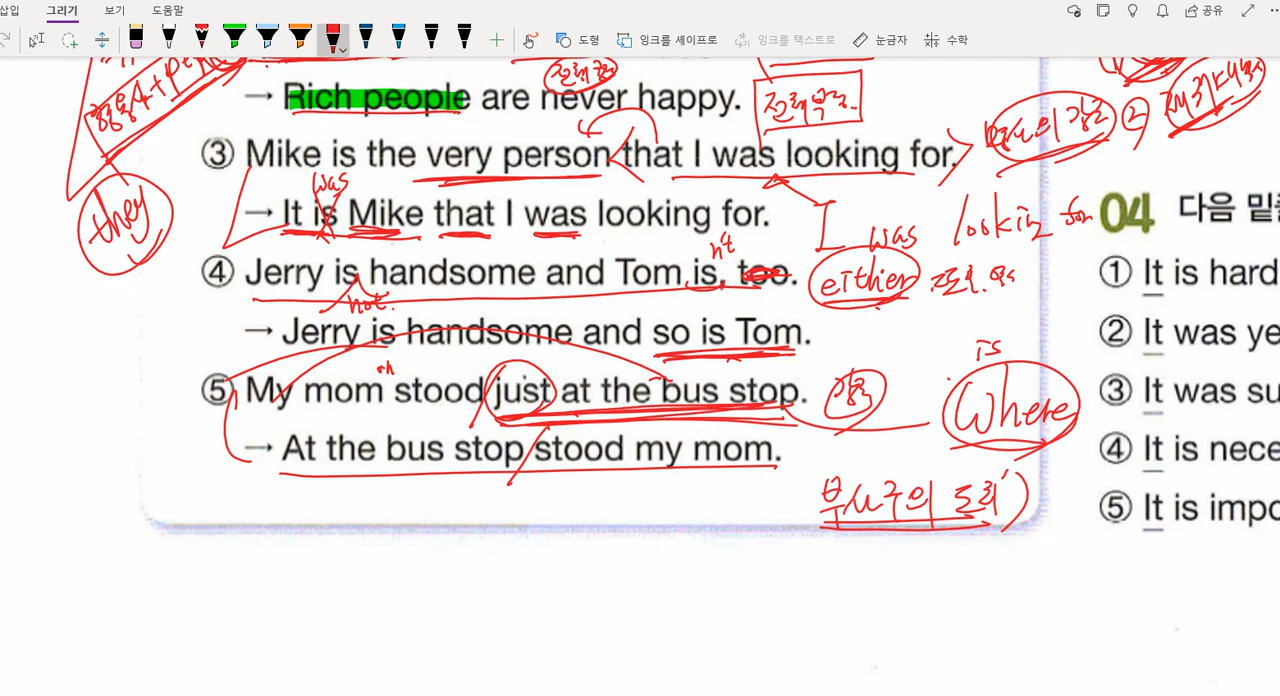 삽입 그리기 보기 도움말 공유
도형 잉크를 셰이프로 잉크를 텍스트로 눈금자 수학
→ Rich people are never happy.
③ Mike is the very person that I was looking for.
was
→ It is Mike that I was looking for.
they
I was
04 다음
n't
④ Jerry is handsome and Tom is, too.
either
not
→ Jerry is handsome and so is Tom.
is
⑤ My mom stood just at the bus stop.
강조
Where
→ At the bus stop stood my mom.
부사구의 도치
① It is hard
② It was ye
③ It was su
④ It is nece
⑤ It is impo